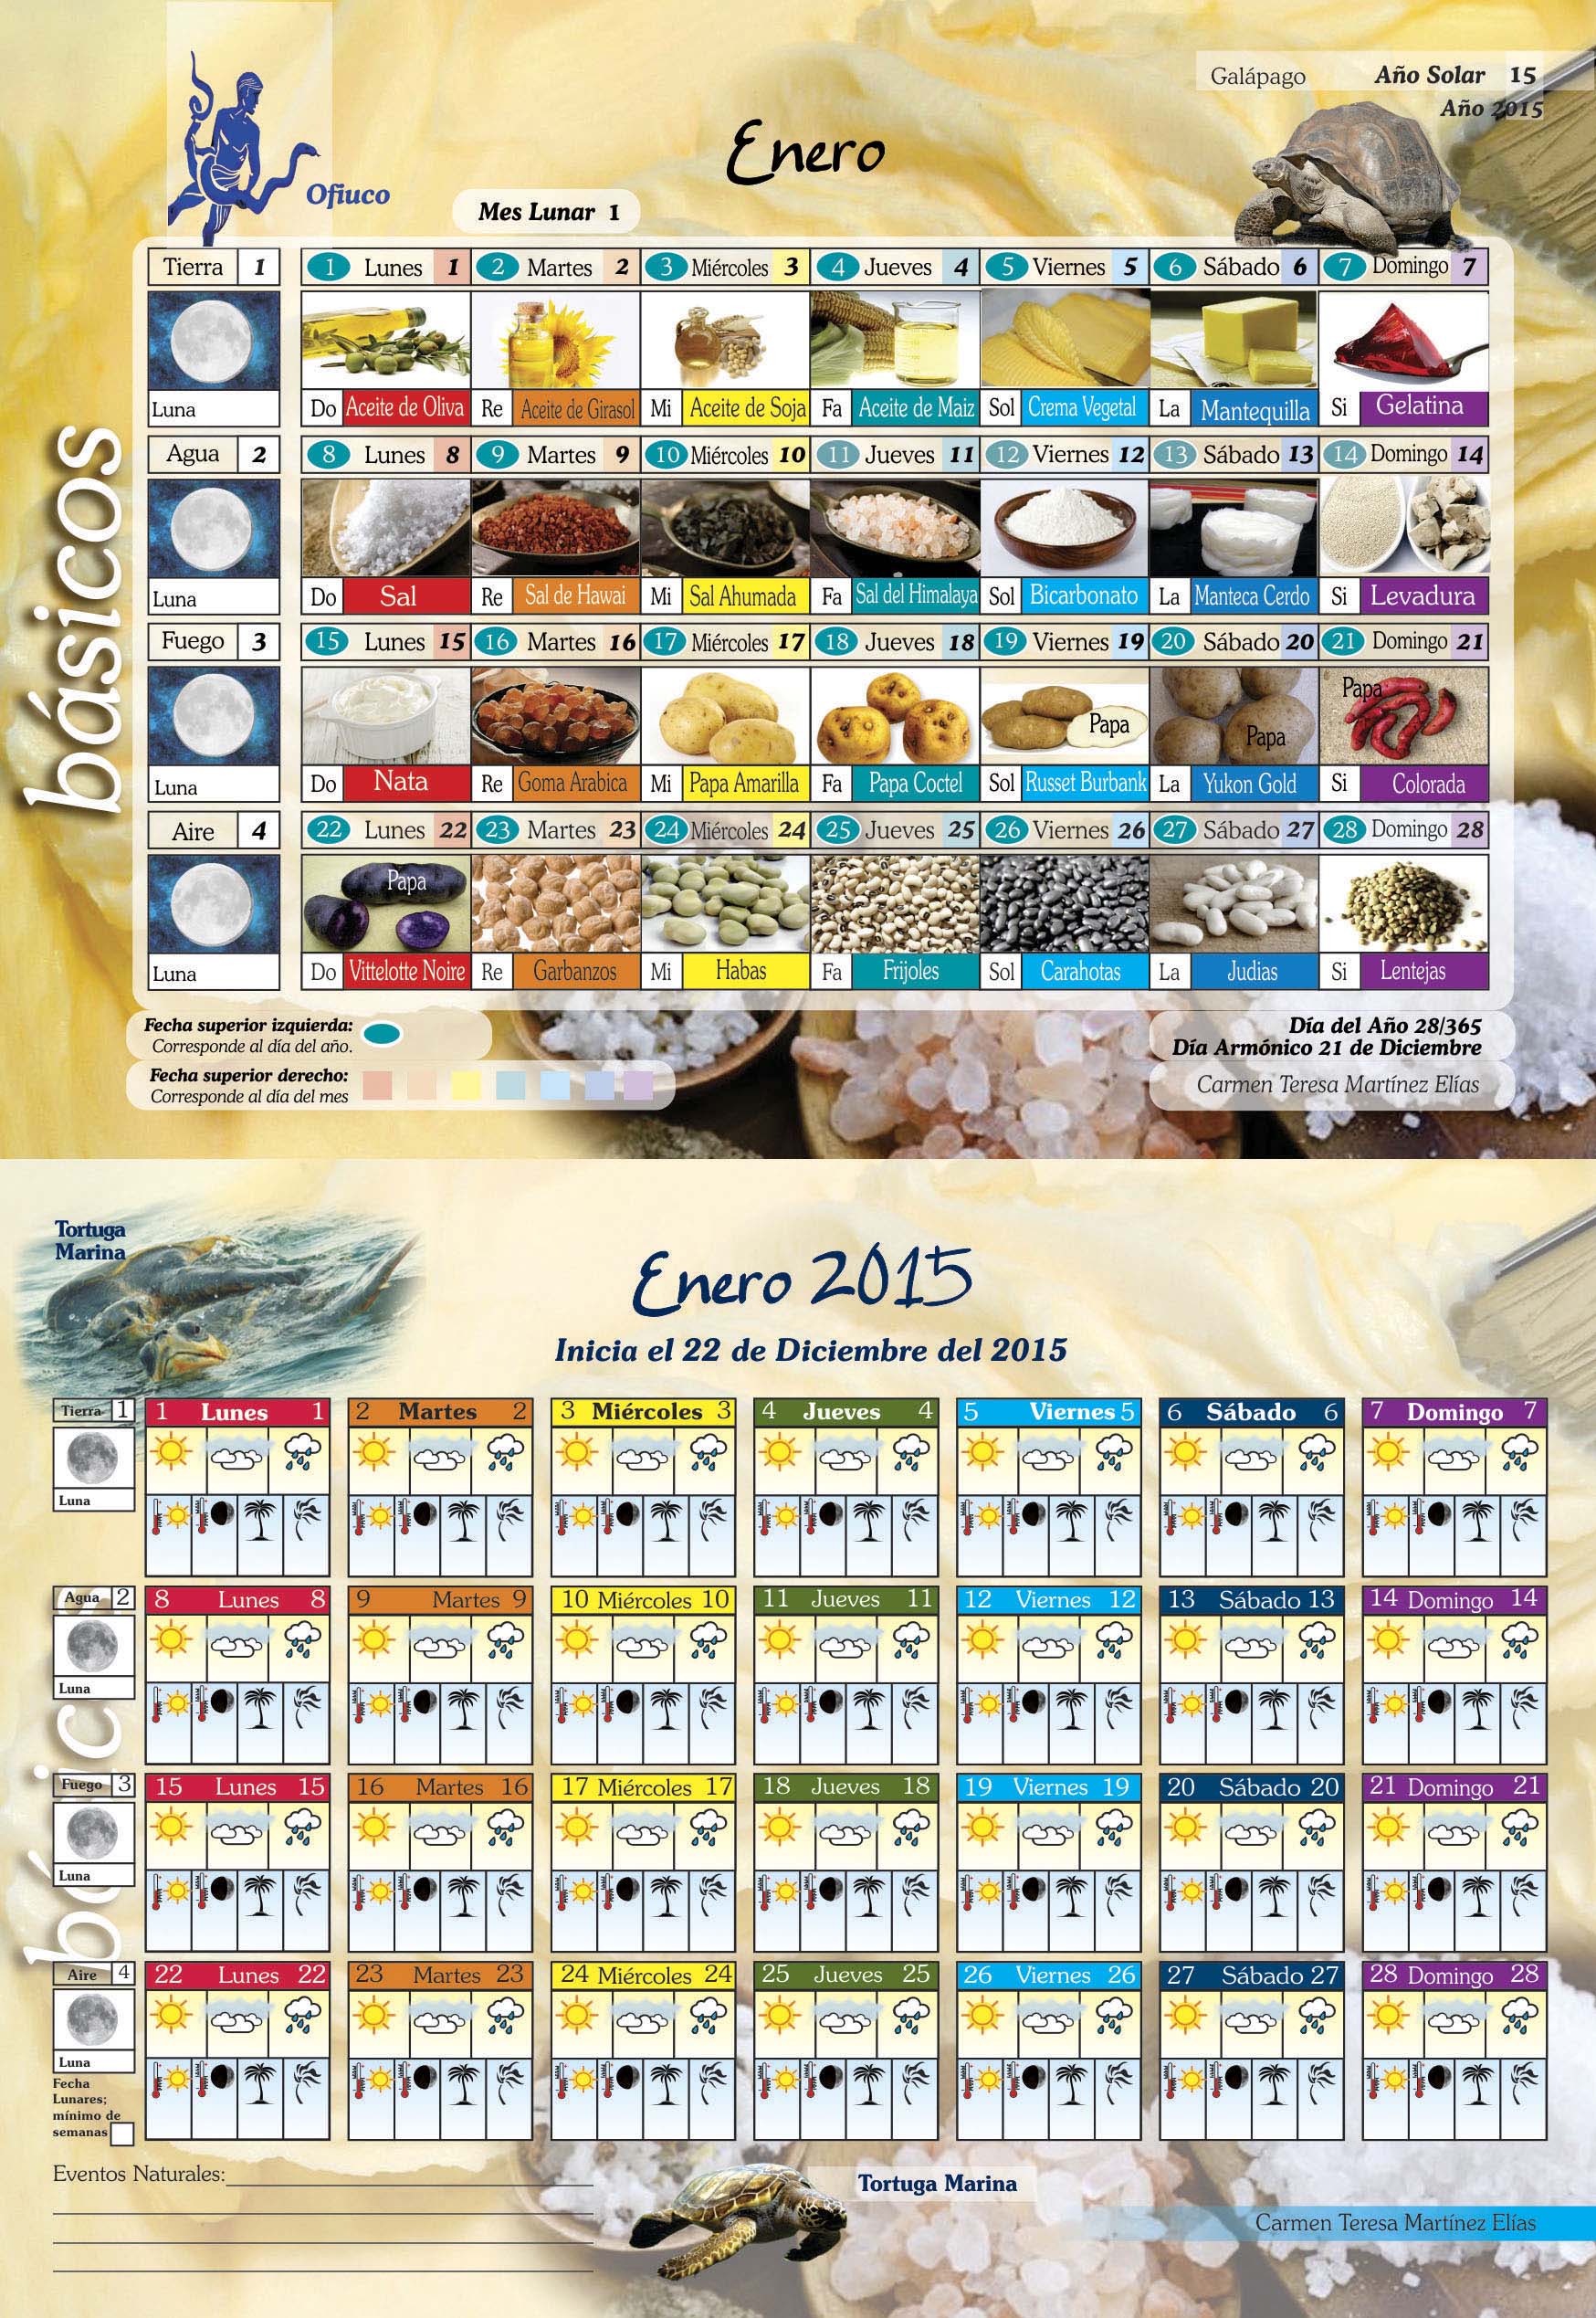 Galápago Año Solar 15
Año 2015
Enero
Ofiuco
Mes Lunar 1
básicos
Tierra 1 1 Lunes 1 2 Martes 2 3 Miércoles 3 4 Jueves 4 5 Viernes 5 6 Sábado 6 7 Domingo 7
Luna Do Aceite de Oliva Re Aceite de Girasol Mi Aceite de Soja Fa Aceite de Maiz Sol Crema Vegetal La Mantequilla Si Gelatina
Agua 2 8 Lunes 8 9 Martes 9 10 Miércoles 10 11 Jueves 11 12 Viernes 12 13 Sábado 13 14 Domingo 14
Luna Do Sal Re Sal de Hawai Mi Sal Ahumada Fa Sal del Himalaya Sol Bicarbonato La Manteca Cerdo Si Levadura
Fuego 3 15 Lunes 15 16 Martes 16 17 Miércoles 17 18 Jueves 18 19 Viernes 19 20 Sábado 20 21 Domingo 21
Papa Papa Papa
Luna Do Nata Re Goma Arabica Mi Papa Amarilla Fa Papa Coctel Sol Russet Burbank La Yukon Gold Si Colorada
Aire 4 22 Lunes 22 23 Martes 23 24 Miércoles 24 25 Jueves 25 26 Viernes 26 27 Sábado 27 28 Domingo 28
Papa
Luna Do Vittelotte Noire Re Garbanzos Mi Habas Fa Frijoles Sol Carahotas La Judias Si Lentejas
Fecha superior izquierda:
Corresponde al día del año.
Fecha superior derecho:
Corresponde al día del mes
Día del Año 28/365
Día Armónico 21 de Diciembre
Carmen Teresa Martínez Elías
Tortuga
Marina
Enero 2015
Inicia el 22 de Diciembre del 2015
Tierra 1 1 Lunes 1 2 Martes 2 3 Miércoles 3 4 Jueves 4 5 Viernes 5 6 Sábado 6 7 Domingo 7
Luna
Agua 2 8 Lunes 8 9 Martes 9 10 Miércoles 10 11 Jueves 11 12 Viernes 12 13 Sábado 13 14 Domingo 14
Luna
Fuego 3 15 Lunes 15 16 Martes 16 17 Miércoles 17 18 Jueves 18 19 Viernes 19 20 Sábado 20 21 Domingo 21
Luna
Aire 4 22 Lunes 22 23 Martes 23 24 Miércoles 24 25 Jueves 25 26 Viernes 26 27 Sábado 27 28 Domingo 28
Luna
Fecha
Lunares;
mínimo de
semanas
Eventos Naturales:
Tortuga Marina
Carmen Teresa Martínez Elías